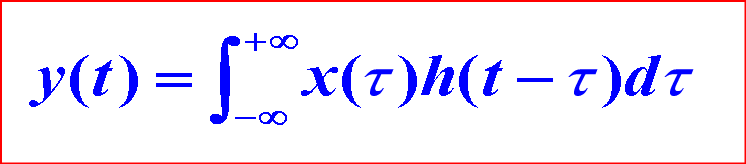 y(t) = ∫_{−∞}^{+∞} x(τ)h(t − τ)dτ